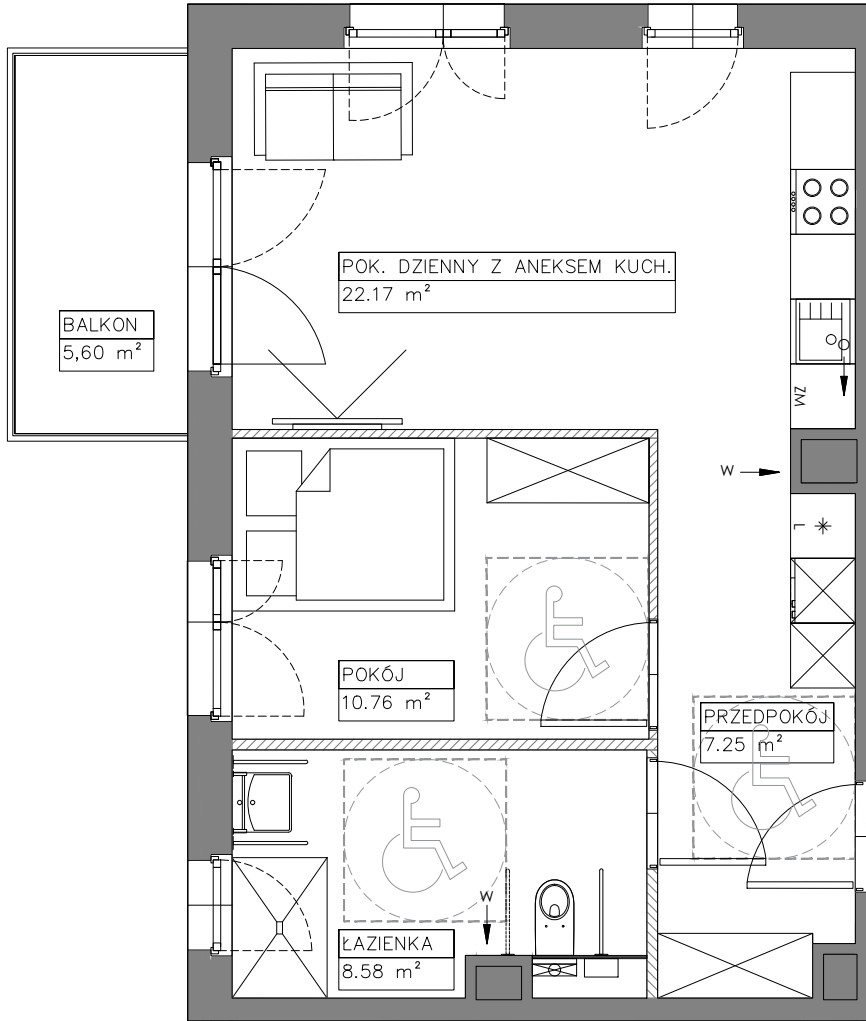 POK. DZIENNY Z ANEKSEM KUCH.
22.17 m²
BALKON
5,60 m²
ZM
W
L
POKÓJ
10.76 m²
PRZEDPOKÓJ
7.25 m²
W
ŁAZIENKA
8.58 m²